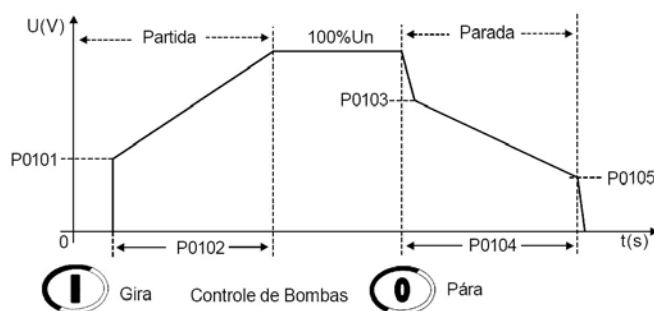 U(V)
Partida
100%Un
Parada
P0103
P0101
P0105
0
t(s)
P0102
P0104
I
Gira
Controle de Bombas
0
Pára